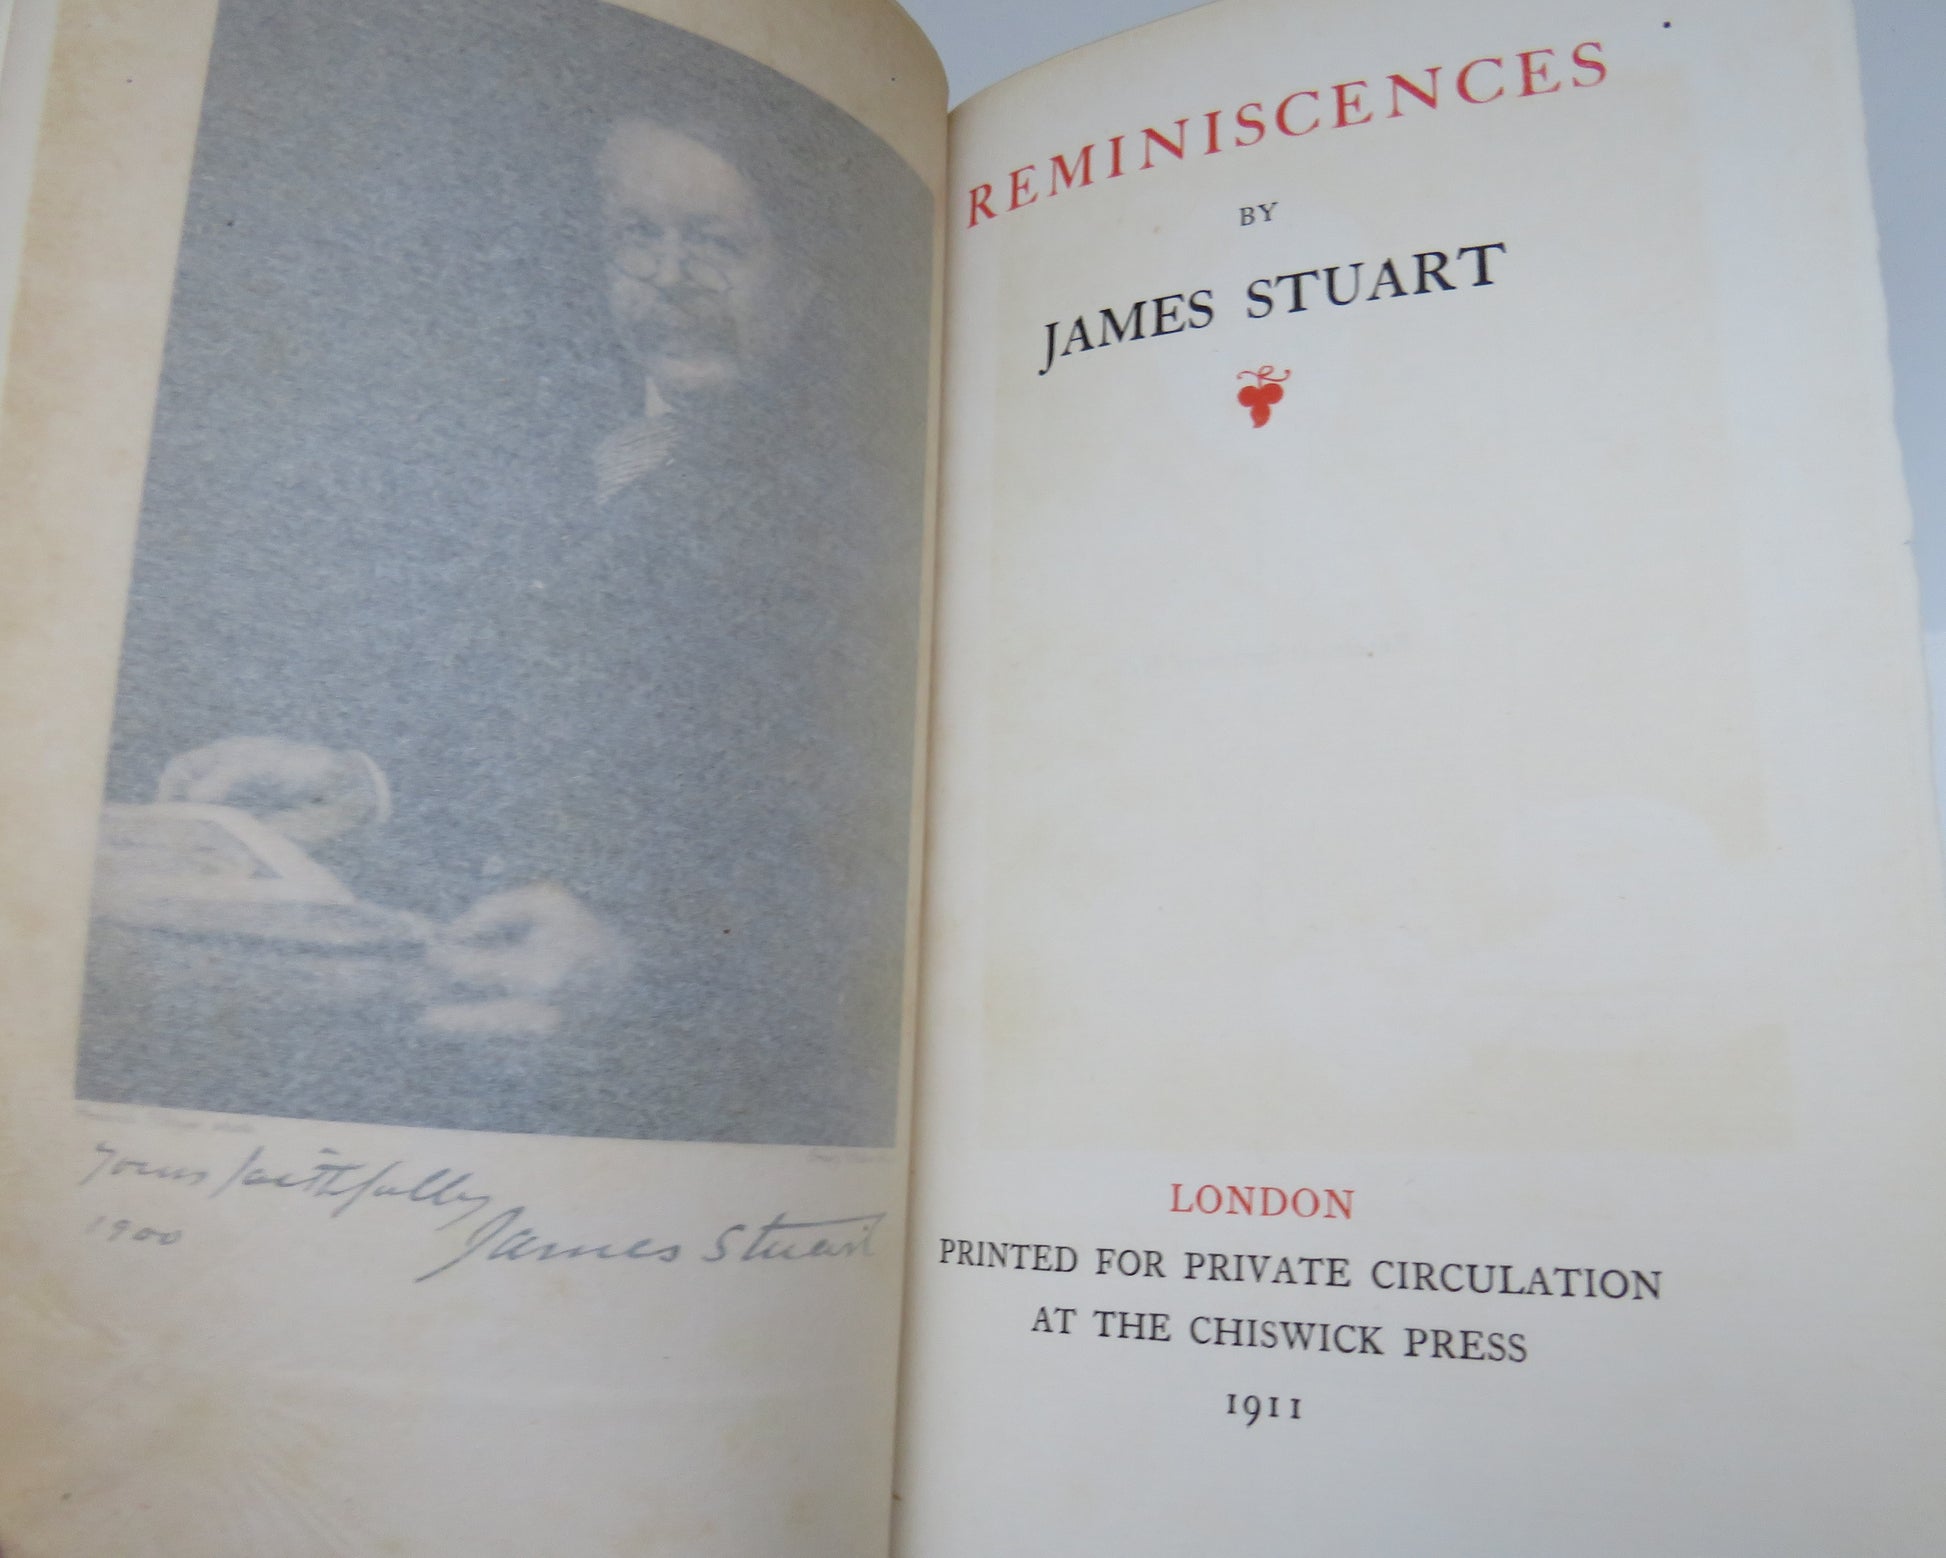 Yours faithfully
1900
James Stuart
REMINISCENCES
BY
JAMES STUART
LONDON
PRINTED FOR PRIVATE CIRCULATION
AT THE CHISWICK PRESS
1911